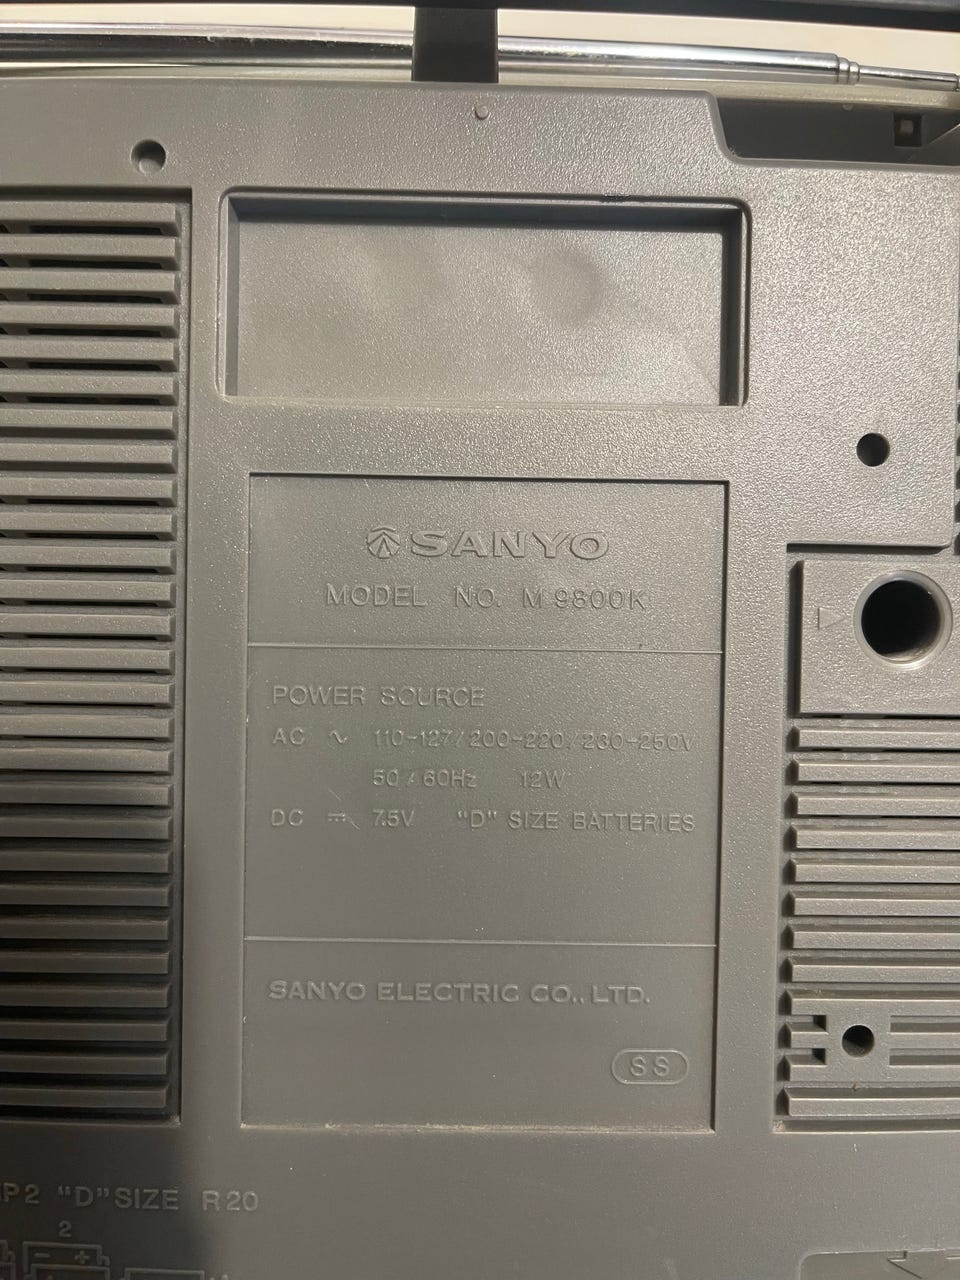 SANYO
MODEL NO. M 9800K
POWER SOURCE
AC ∿ 110-127/200-220/230-250V
50/60Hz 12W
DC ⎓ 7.5V "D" SIZE BATTERIES
SANYO ELECTRIC CO., LTD.
SS
"D" SIZE R20
2
- +